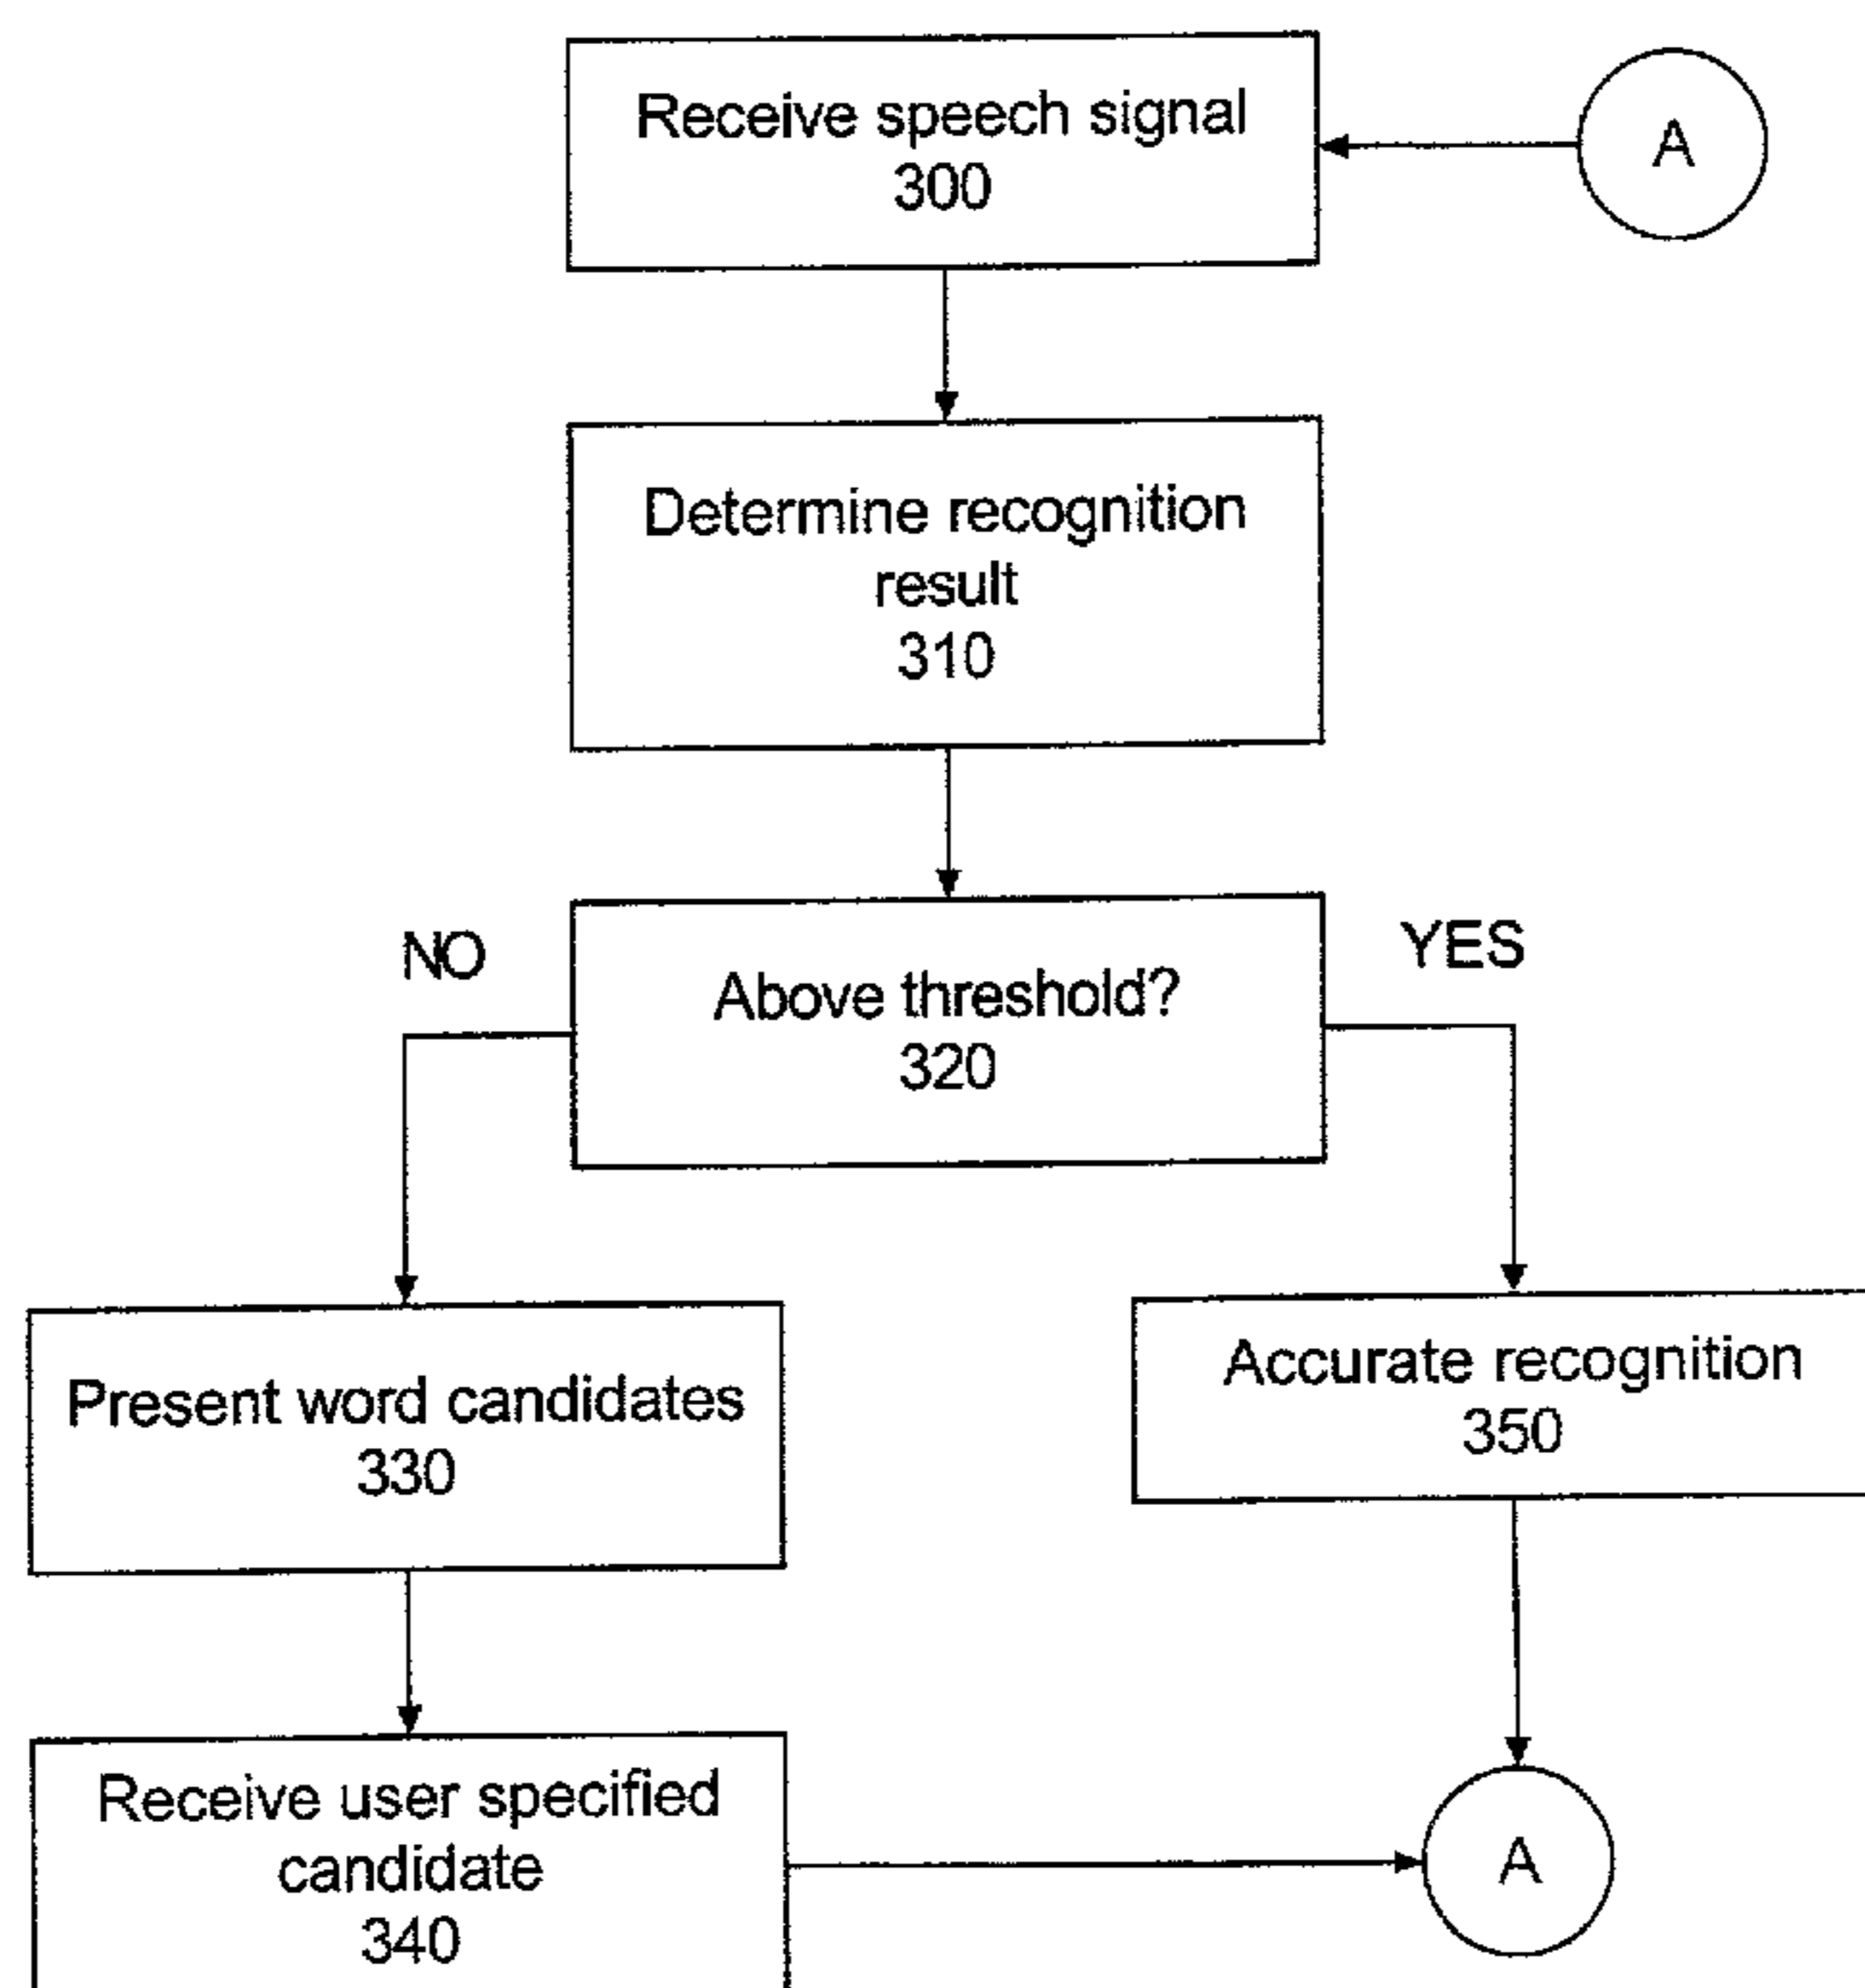 Receive speech signal
300
A
Determine recognition
result
310
NO
YES
Above threshold?
320
Present word candidates
330
Accurate recognition
350
Receive user specified
candidate
340
A